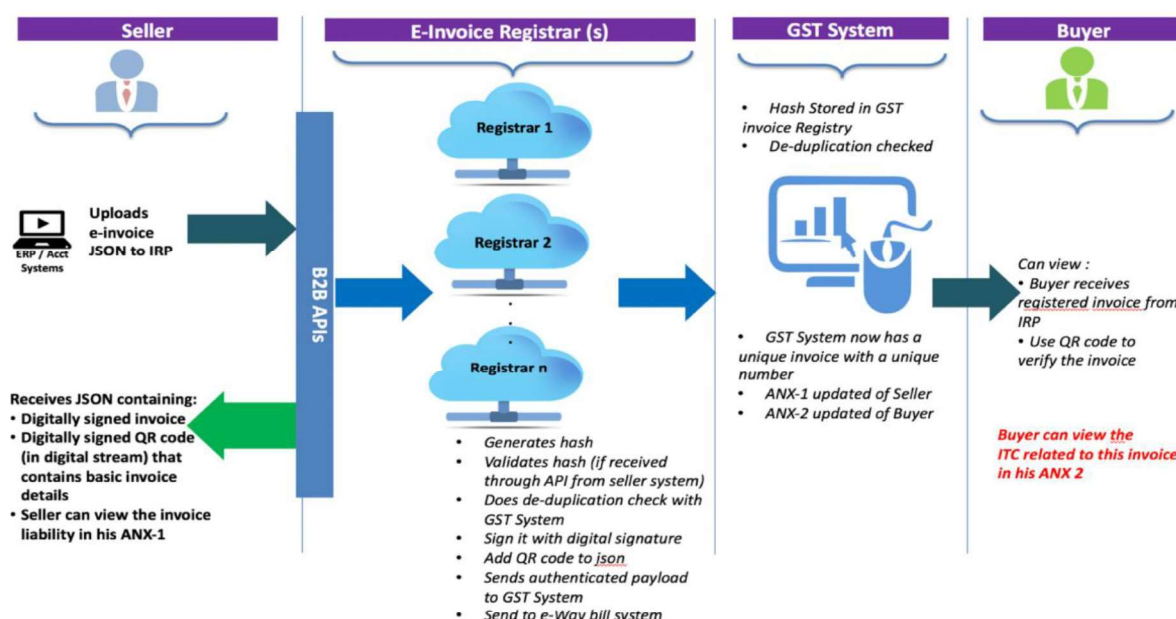 Seller
E-Invoice Registrar (s)
GST System
Buyer
ERP / Acct
Systems
Uploads
e-invoice
JSON to IRP
Receives JSON containing:
• Digitally signed invoice
• Digitally signed QR code
(in digital stream) that
contains basic invoice
details
• Seller can view the invoice
liability in his ANX-1
B2B APIs
Registrar 1
Registrar 2
Registrar n
• Generates hash
• Validates hash (if received
through API from seller system)
• Does de-duplication check with
GST System
• Sign it with digital signature
• Add QR code to json
• Sends authenticated payload
to GST System
• Send to e-Way bill system
• Hash Stored in GST
invoice Registry
• De-duplication checked
• GST System now has a
unique invoice with a unique
number
• ANX-1 updated of Seller
• ANX-2 updated of Buyer
Can view :
• Buyer receives
registered invoice from
IRP
• Use QR code to
verify the invoice
Buyer can view the
ITC related to this invoice
in his ANX 2